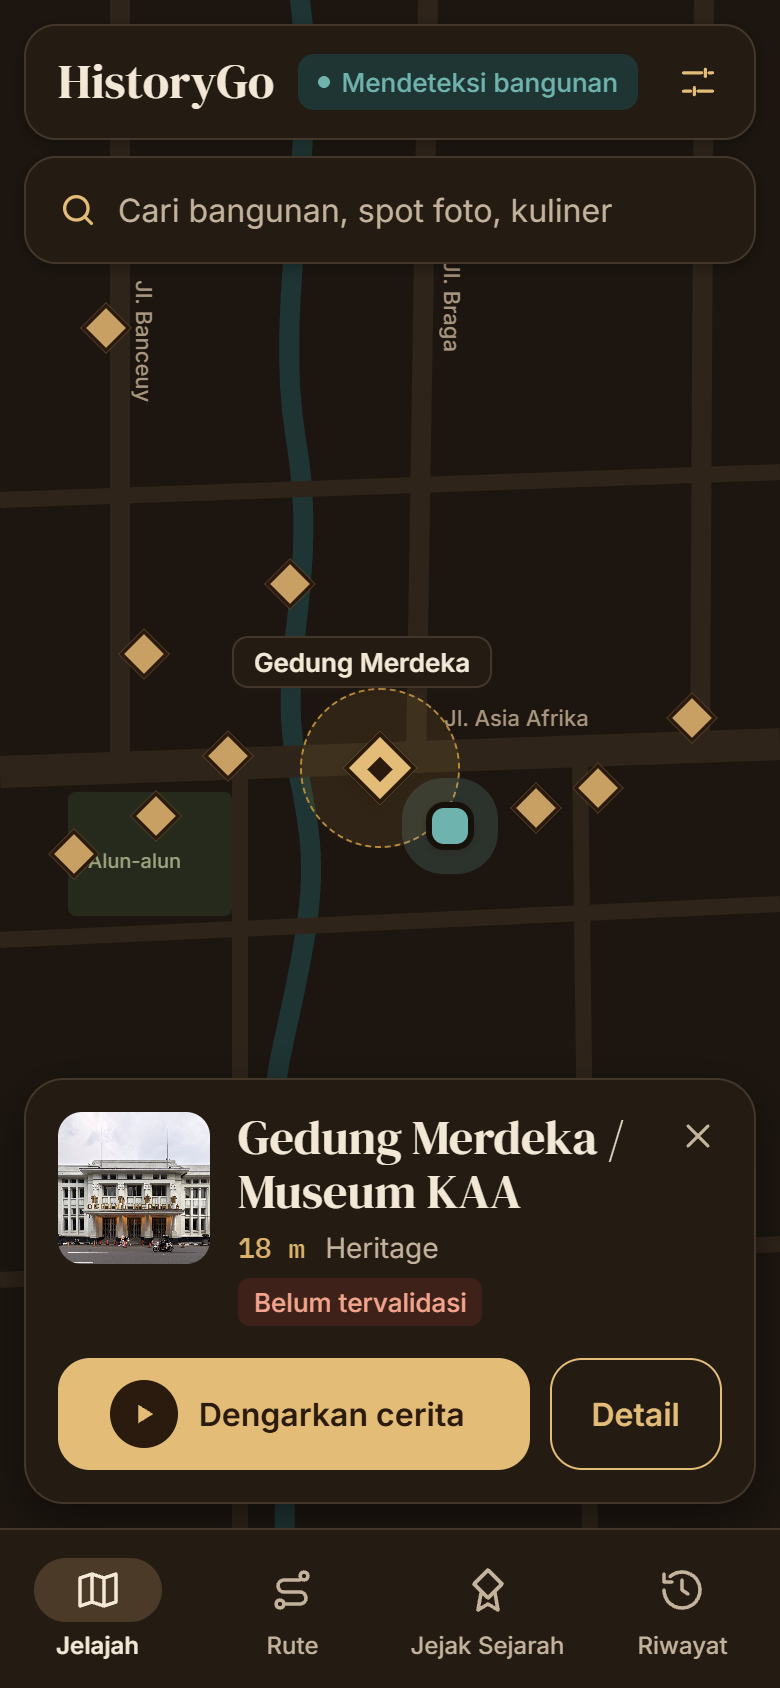 HistoryGo
Mendeteksi bangunan
Cari bangunan, spot foto, kuliner
Jl. Banceuy
Jl. Braga
Gedung Merdeka
Jl. Asia Afrika
Alun-alun
Gedung Merdeka /
Museum KAA
18 m Heritage
Belum tervalidasi
Dengarkan cerita
Detail
Jelajah
Rute
Jejak Sejarah
Riwayat